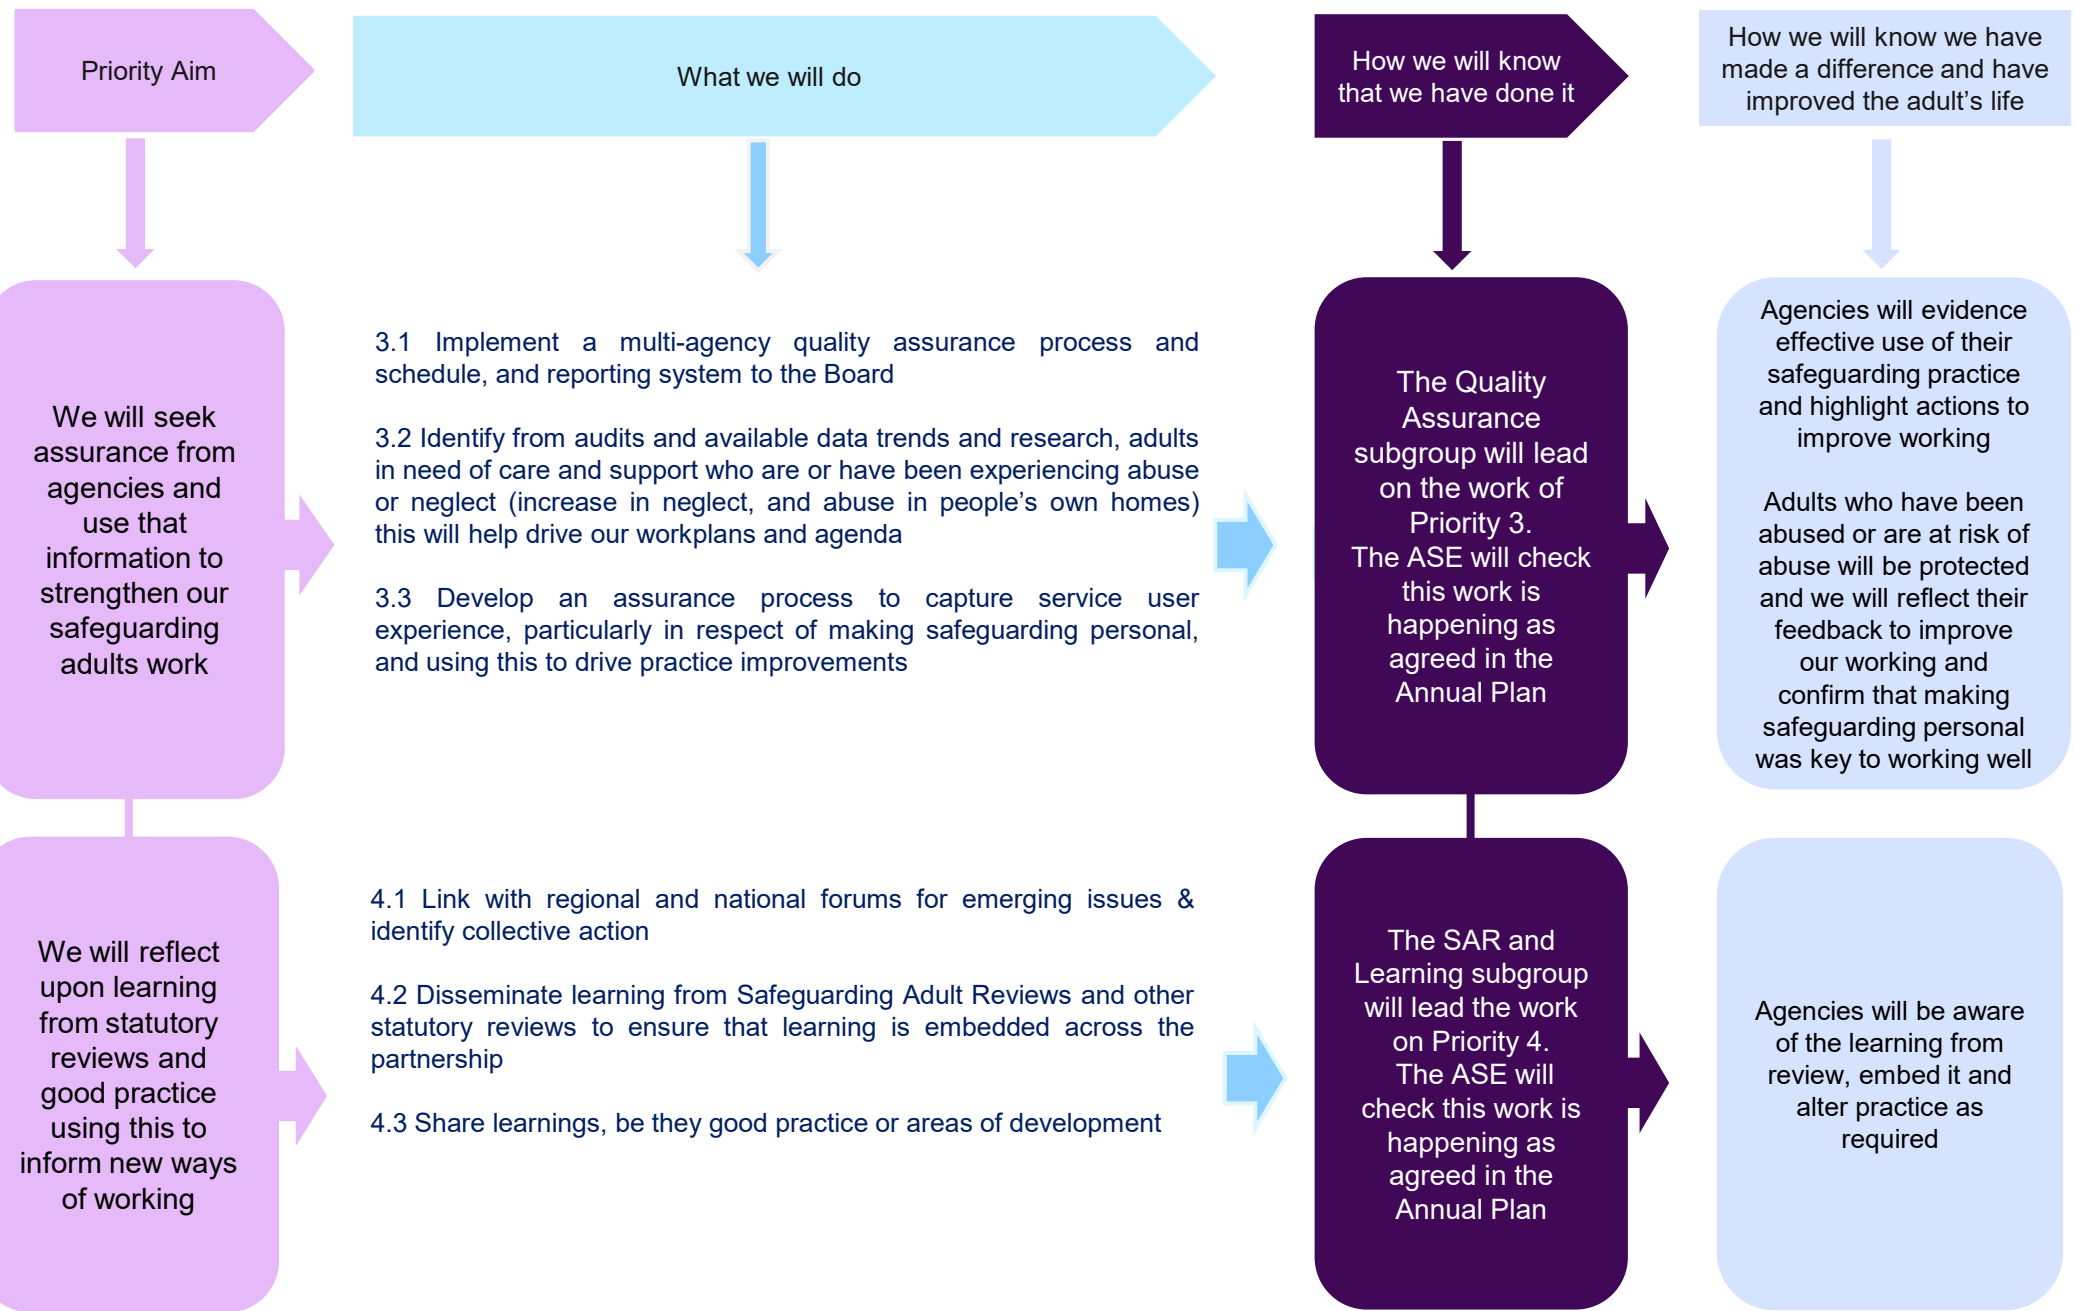 Priority Aim
What we will do
How we will know
that we have done it
How we will know we have
made a difference and have
improved the adult's life
We will seek
assurance from
agencies and
use that
information to
strengthen our
safeguarding
adults work
3.1 Implement a multi-agency quality assurance process and
schedule, and reporting system to the Board
3.2 Identify from audits and available data trends and research, adults
in need of care and support who are or have been experiencing abuse
or neglect (increase in neglect, and abuse in people's own homes)
this will help drive our workplans and agenda
3.3 Develop an assurance process to capture service user
experience, particularly in respect of making safeguarding personal,
and using this to drive practice improvements
The Quality
Assurance
subgroup will lead
on the work of
Priority 3.
The ASE will check
this work is
happening as
agreed in the
Annual Plan
Agencies will evidence
effective use of their
safeguarding practice
and highlight actions to
improve working
Adults who have been
abused or are at risk of
abuse will be protected
and we will reflect their
feedback to improve
our working and
confirm that making
safeguarding personal
was key to working well
We will reflect
upon learning
from statutory
reviews and
good practice
using this to
inform new ways
of working
4.1 Link with regional and national forums for emerging issues &
identify collective action
4.2 Disseminate learning from Safeguarding Adult Reviews and other
statutory reviews to ensure that learning is embedded across the
partnership
4.3 Share learnings, be they good practice or areas of development
The SAR and
Learning subgroup
will lead the work
on Priority 4.
The ASE will
check this work is
happening as
agreed in the
Annual Plan
Agencies will be aware
of the learning from
review, embed it and
alter practice as
required